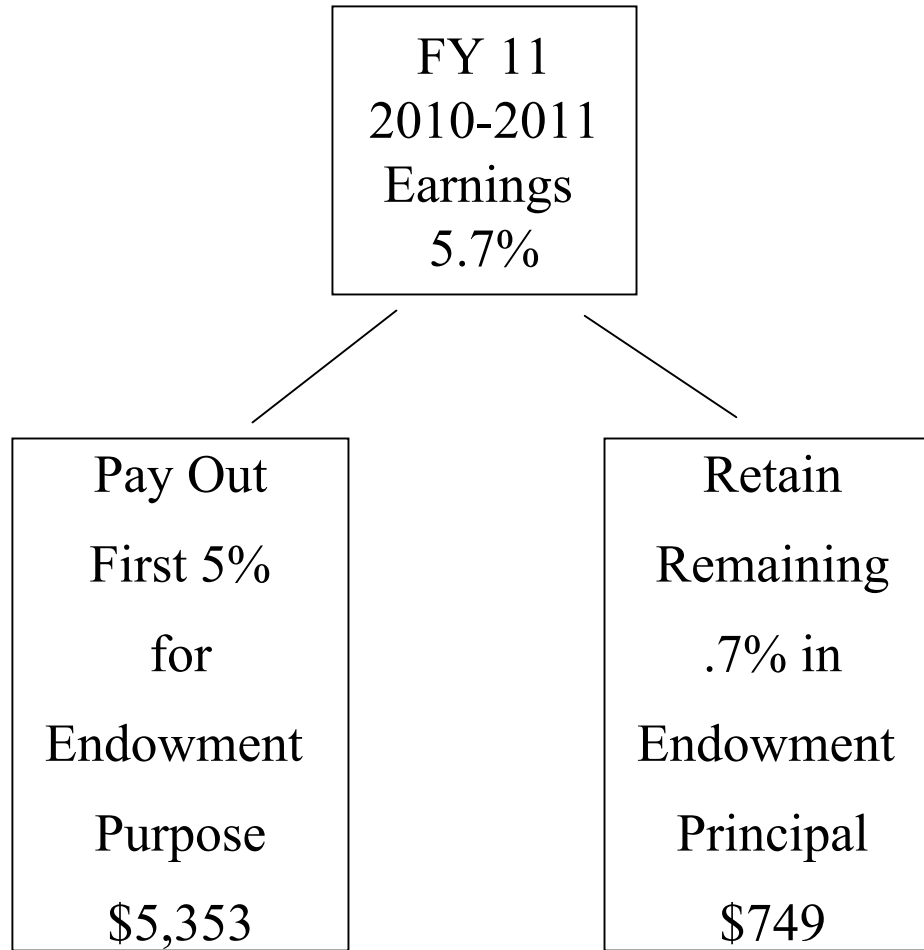 FY 11
2010-2011
Earnings
5.7%
Pay Out
First 5%
for
Endowment
Purpose
$5,353
Retain
Remaining
.7% in
Endowment
Principal
$749